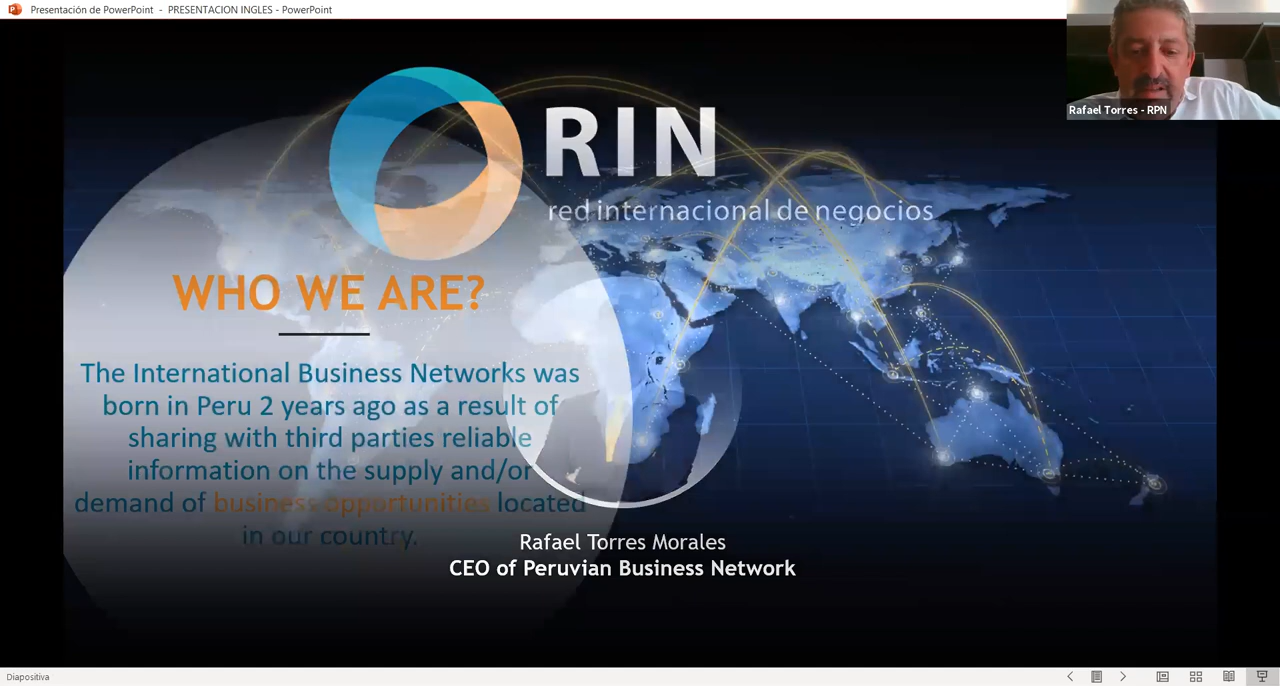 Presentación de PowerPoint - PRESENTACION INGLES - PowerPoint
Rafael Torres - RPN
RIN
red internacional de negocios
WHO WE ARE?
The International Business Networks was
born in Peru 2 years ago as a result of
sharing with third parties reliable
information on the supply and/or
demand of business opportunities located
in our country.
Rafael Torres Morales
CEO of Peruvian Business Network
Diapositiva